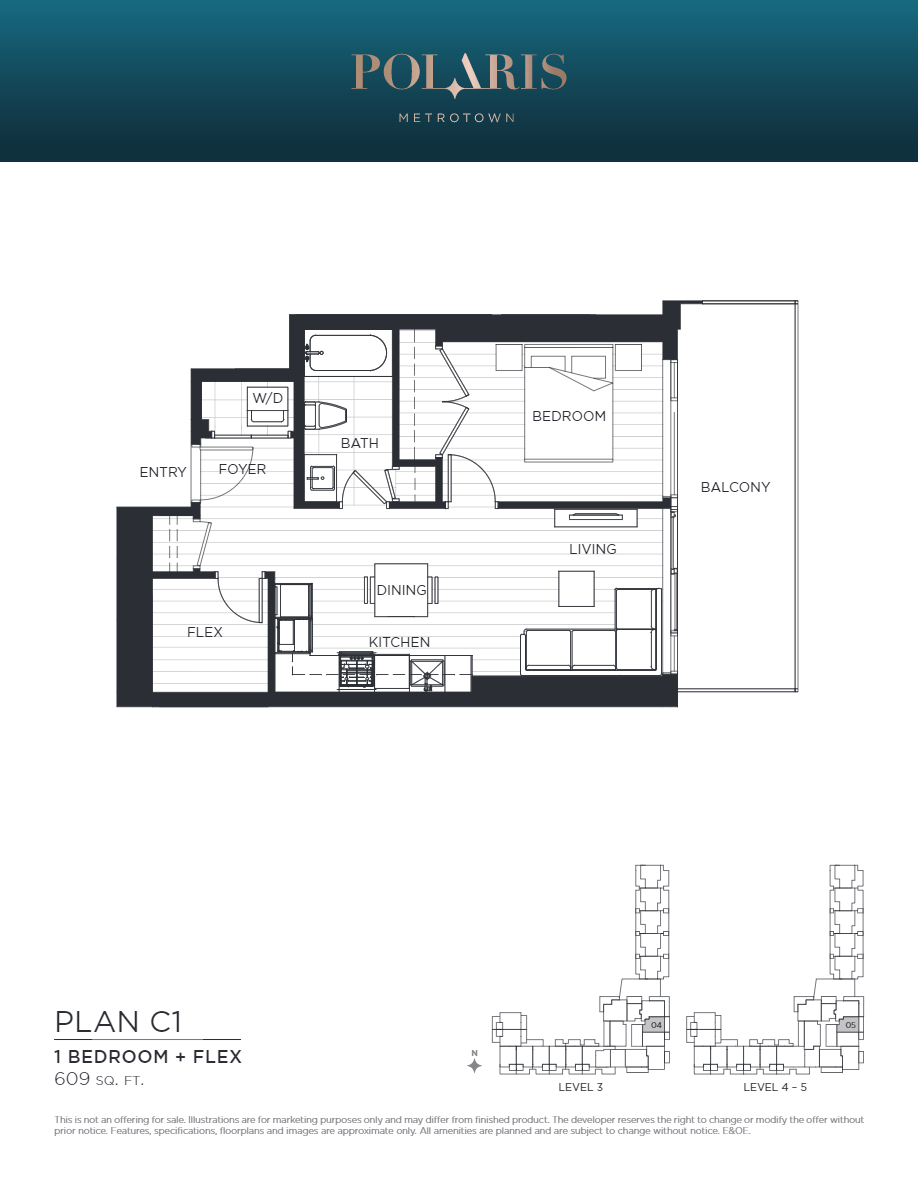 POLARIS
METROTOWN
W/D
BEDROOM
BATH
ENTRY
FOYER
BALCONY
LIVING
DINING
FLEX
KITCHEN
PLAN C1
1 BEDROOM + FLEX
609 SQ. FT.
N
04
LEVEL 3
05
LEVEL 4 – 5
This is not an offering for sale. Illustrations are for marketing purposes only and may differ from finished product. The developer reserves the right to change or modify the offer without
prior notice. Features, specifications, floorplans and images are approximate only. All amenities are planned and are subject to change without notice. E&OE.